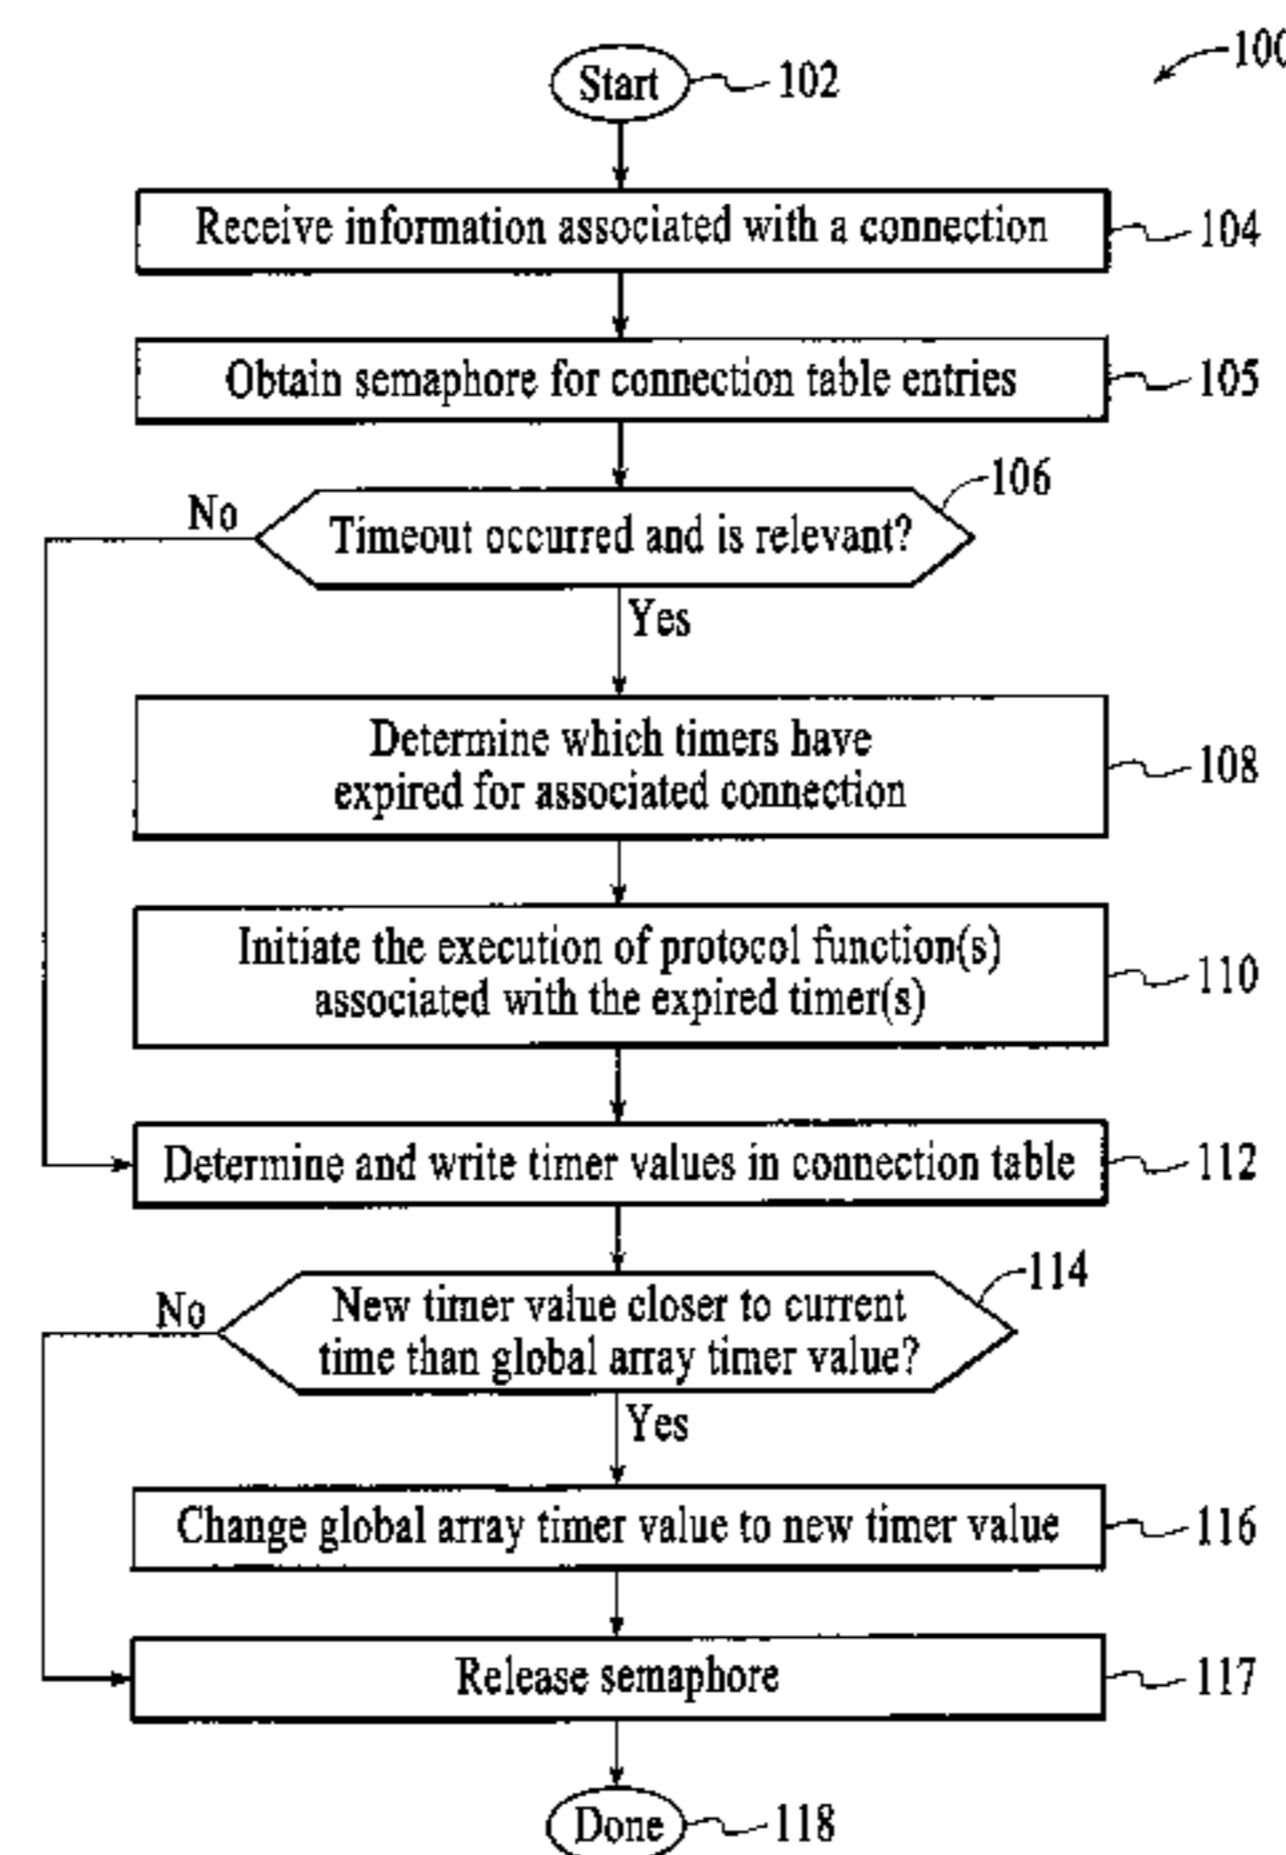 100
Start 102
Receive information associated with a connection 104
Obtain semaphore for connection table entries 105
106
No
Timeout occurred and is relevant?
Yes
Determine which timers have
expired for associated connection
108
Initiate the execution of protocol function(s)
associated with the expired timer(s)
110
Determine and write timer values in connection table 112
114
No
New timer value closer to current
time than global array timer value?
Yes
Change global array timer value to new timer value 116
Release semaphore 117
Done 118